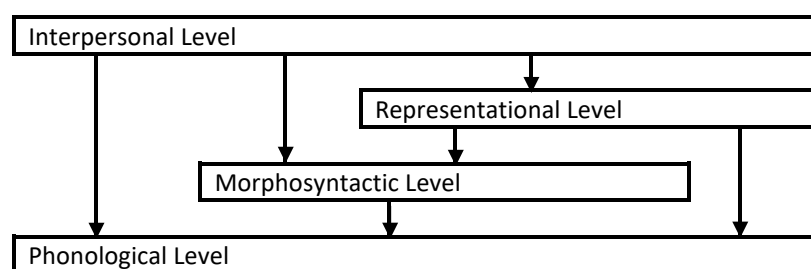 Interpersonal Level
Representational Level
Morphosyntactic Level
Phonological Level